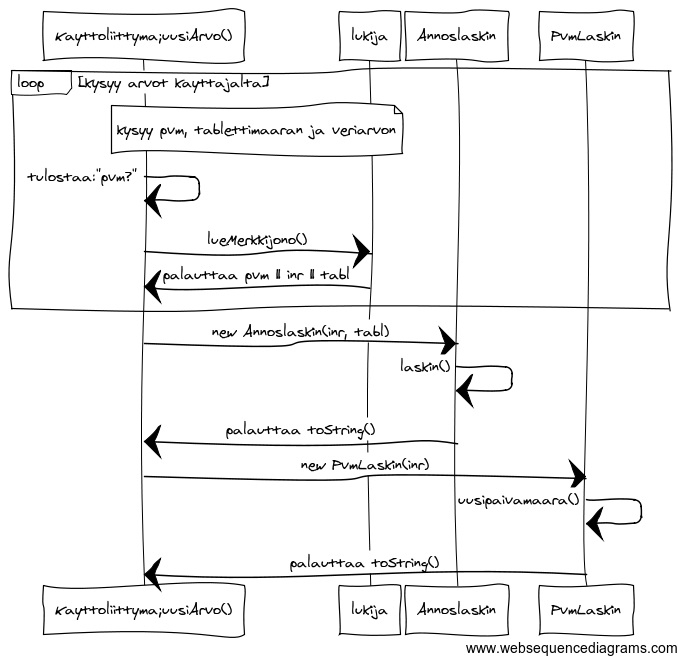 Kayttoliittyma;uusiArvo() lukija Annoslaskin PvmLaskin
loop [kysyy arvot kayttajalta]
kysyy pvm, tablettimaaran ja veriarvon
tulostaa:"pvm?"
lueMerkkijono()
palauttaa pvm || inr || tabl
new Annoslaskin(inr, tabl)
laskin()
palauttaa toString()
new PvmLaskin(inr)
uusipaivamaara()
palauttaa toString()
Kayttoliittyma;uusiArvo() lukija Annoslaskin PvmLaskin
www.websequencediagrams.com